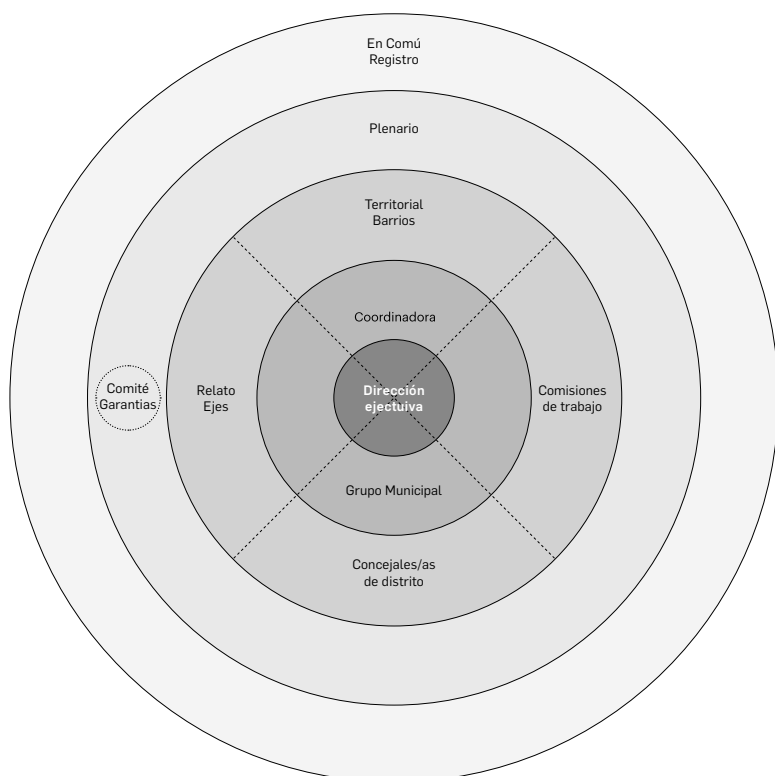 En Comú
Registro
Plenario
Territorial
Barrios
Coordinadora
Comité
Garantias
Relato
Ejes
Dirección
ejectuiva
Comisiones
de trabajo
Grupo Municipal
Concejales/as
de distrito